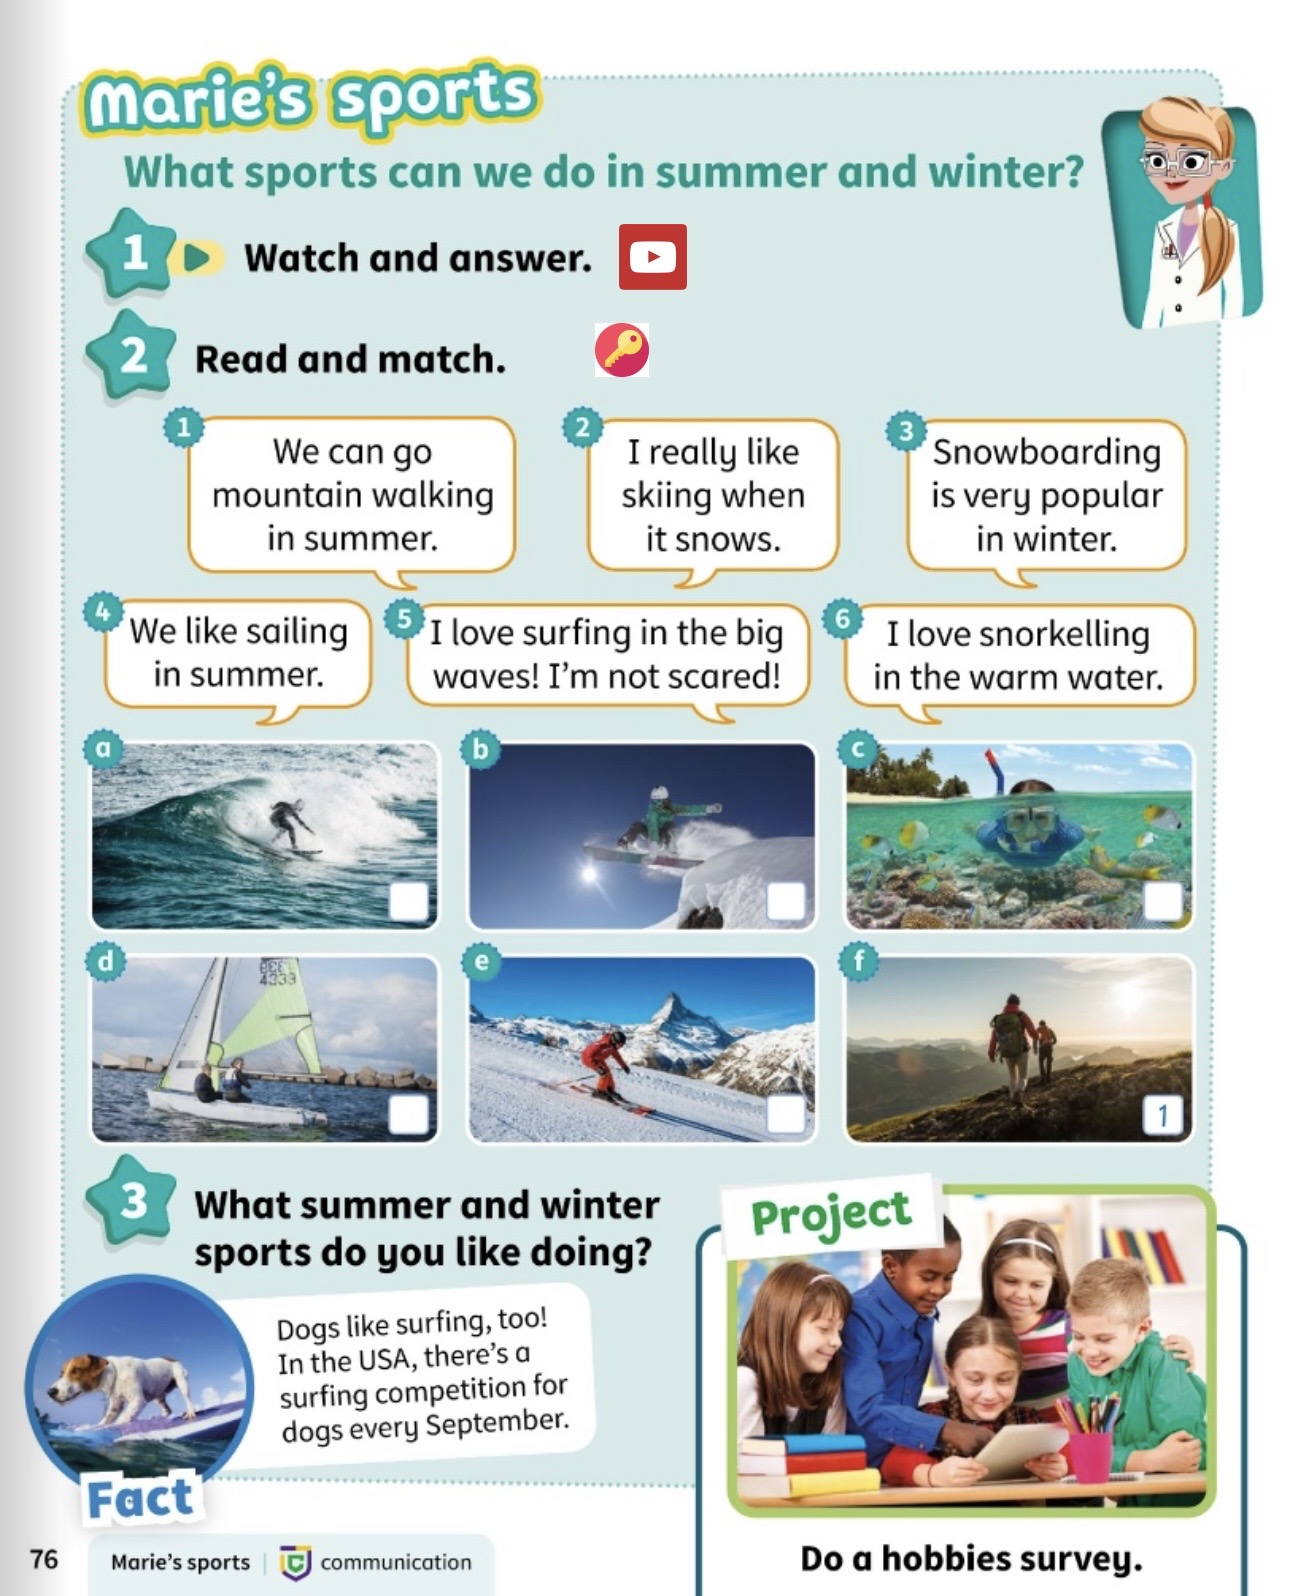 Marie's sports
What sports can we do in summer and winter?
1 Watch and answer.
2 Read and match.
1
We can go
mountain walking
in summer.
2
I really like
skiing when
it snows.
3
Snowboarding
is very popular
in winter.
4
We like sailing
in summer.
5
I love surfing in the big
waves! I'm not scared!
6
I love snorkelling
in the warm water.
a
b
c
d
4333
e
f
1
3 What summer and winter
sports do you like doing?
Dogs like surfing, too!
In the USA, there's a
surfing competition for
dogs every September.
Fact
Project
Do a hobbies survey.
76 Marie's sports | C communication